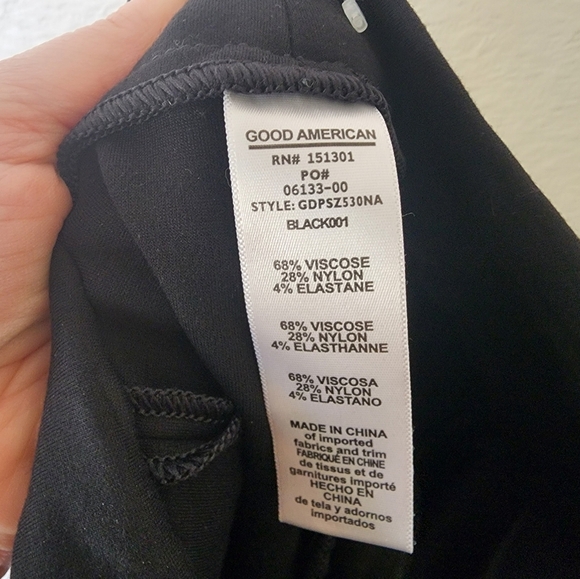 GOOD AMERICAN
RN# 151301
PO#
06133-00
STYLE: GDPSZ530NA
BLACK001
68% VISCOSE
28% NYLON
4% ELASTANE
68% VISCOSE
28% NYLON
4% ELASTHANNE
68% VISCOSA
28% NYLON
4% ELASTANO
MADE IN CHINA
of imported
fabrics and trim
FABRIQUÉ EN CHINE
de tissus et de
garnitures importé
HECHO EN
CHINA
de tela y adornos
importados